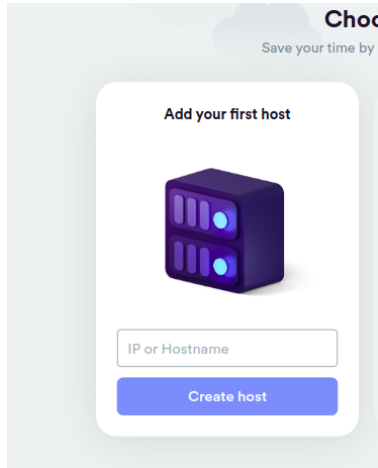 Choo
Save your time by
Add your first host
IP or Hostname
Create host